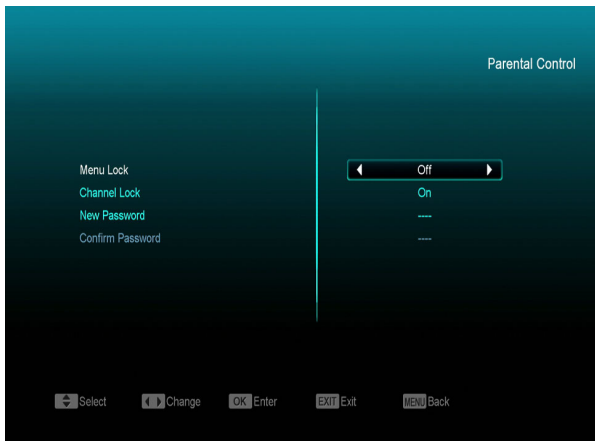 Parental Control
Menu Lock Off
Channel Lock On
New Password ----
Confirm Password ----
Select Change OK Enter EXIT Exit MENU Back